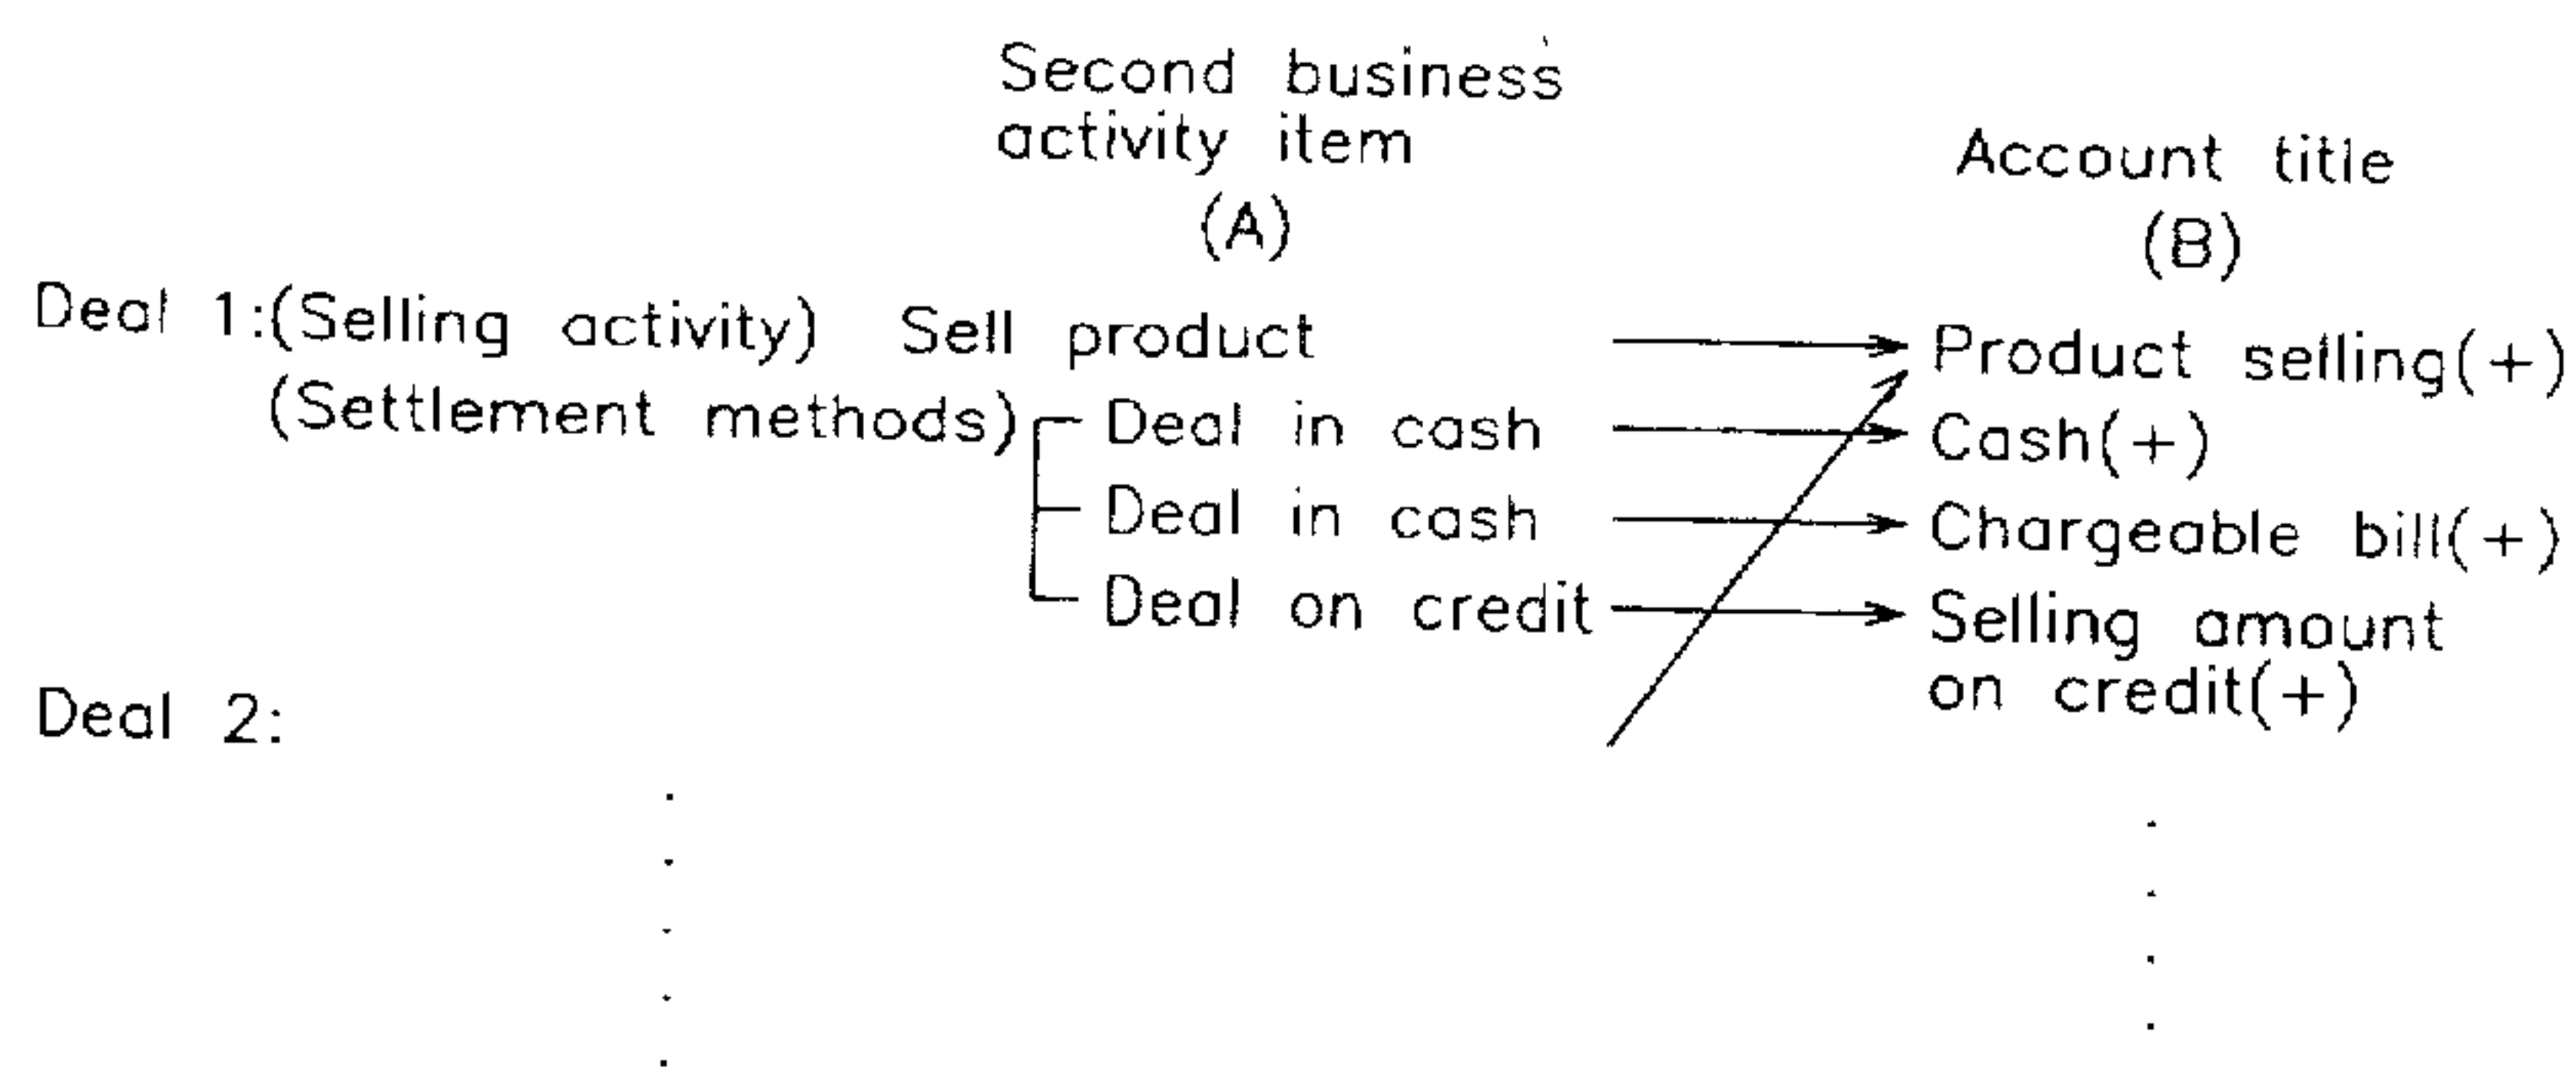 Second business
activity item
(A)
Account title
(B)
Deal 1:(Selling activity) Sell product
Product selling(+)
(Settlement methods)
Deal in cash
Cash(+)
Deal in cash
Chargeable bill(+)
Deal on credit
Selling amount
on credit(+)
Deal 2: